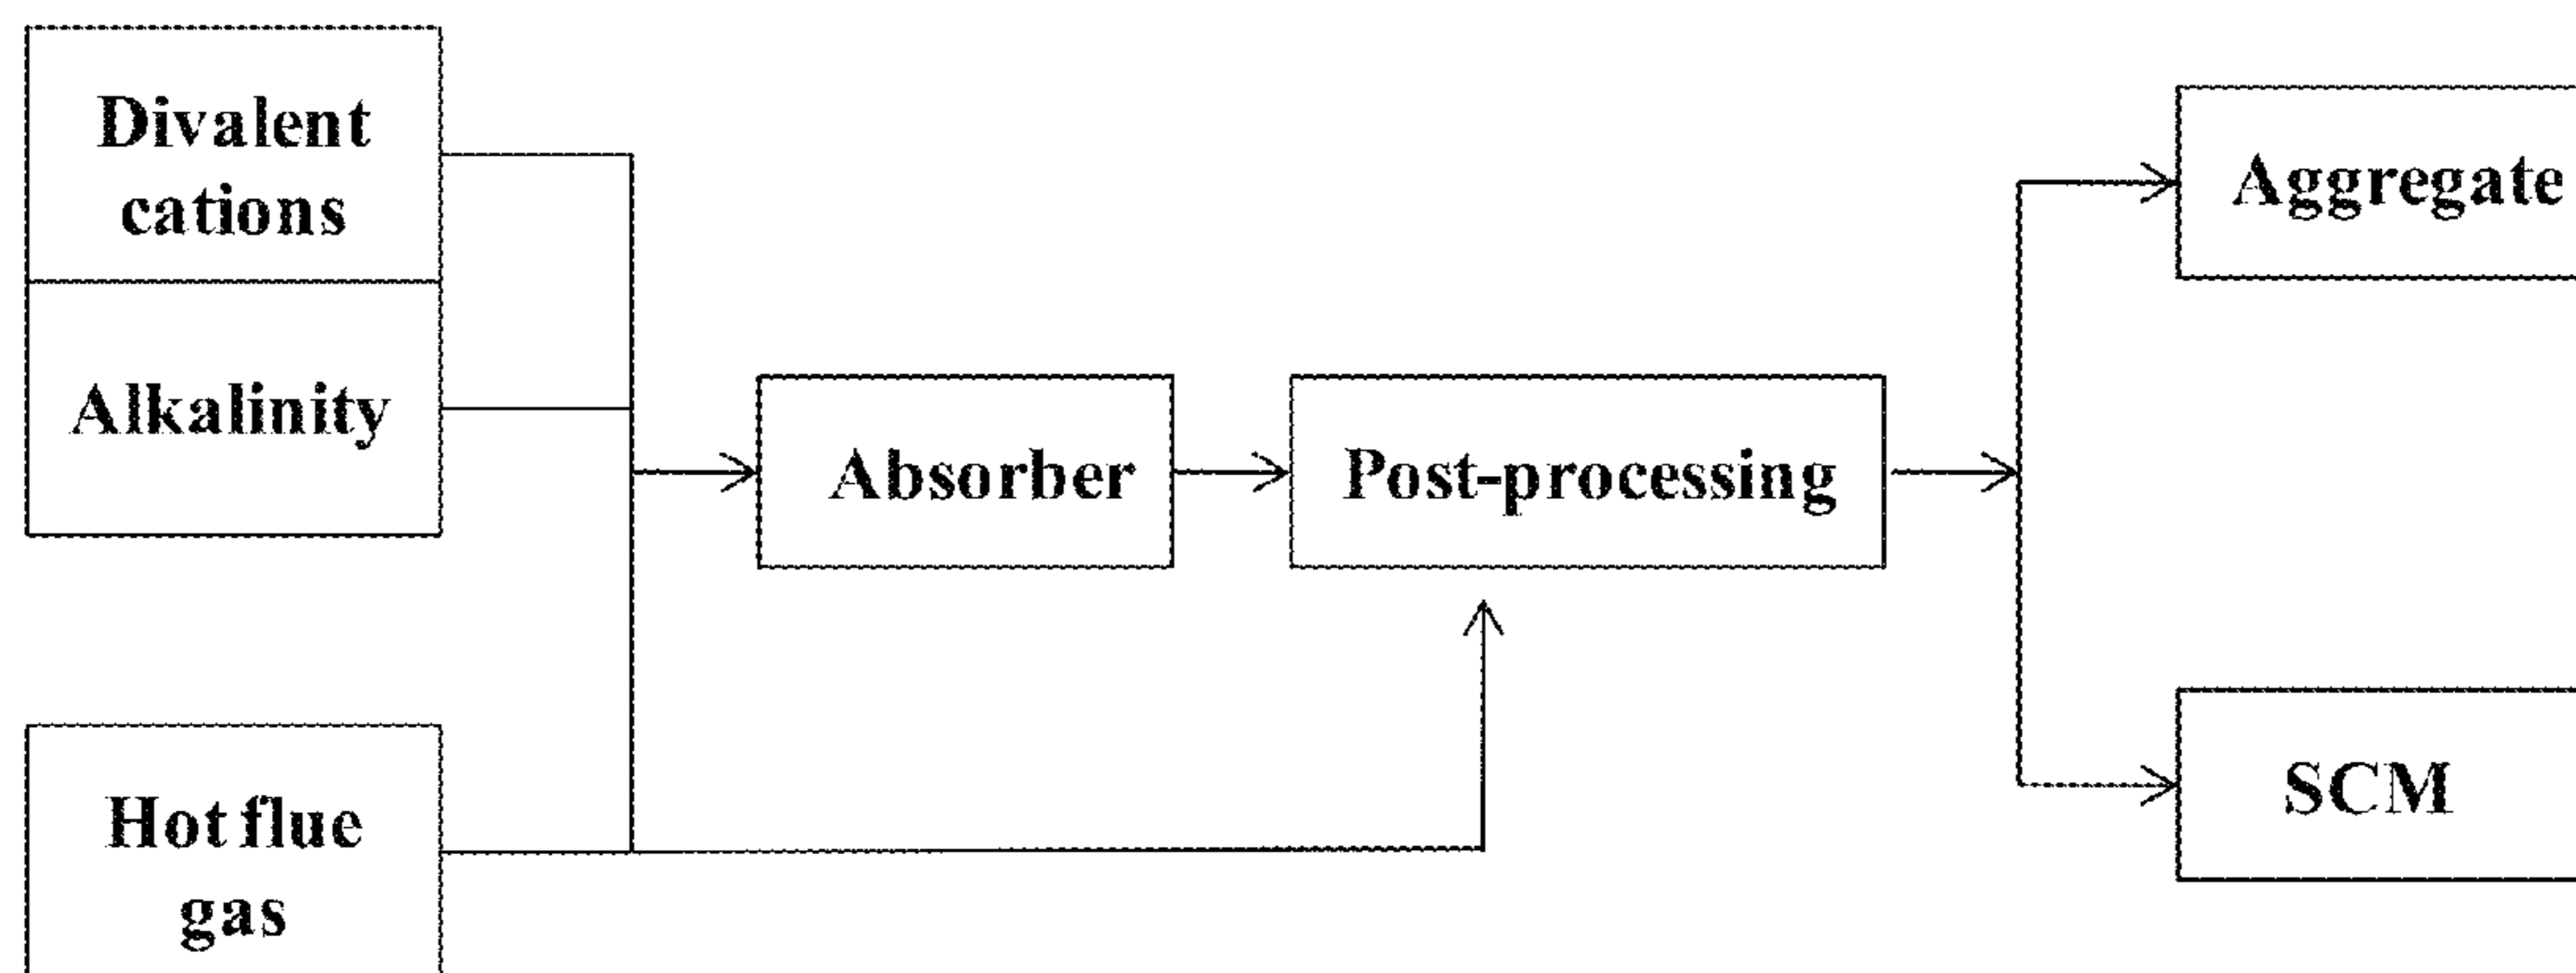 Divalent
cations
Alkalinity
Hot flue
gas
Absorber
Post-processing
Aggregate
SCM